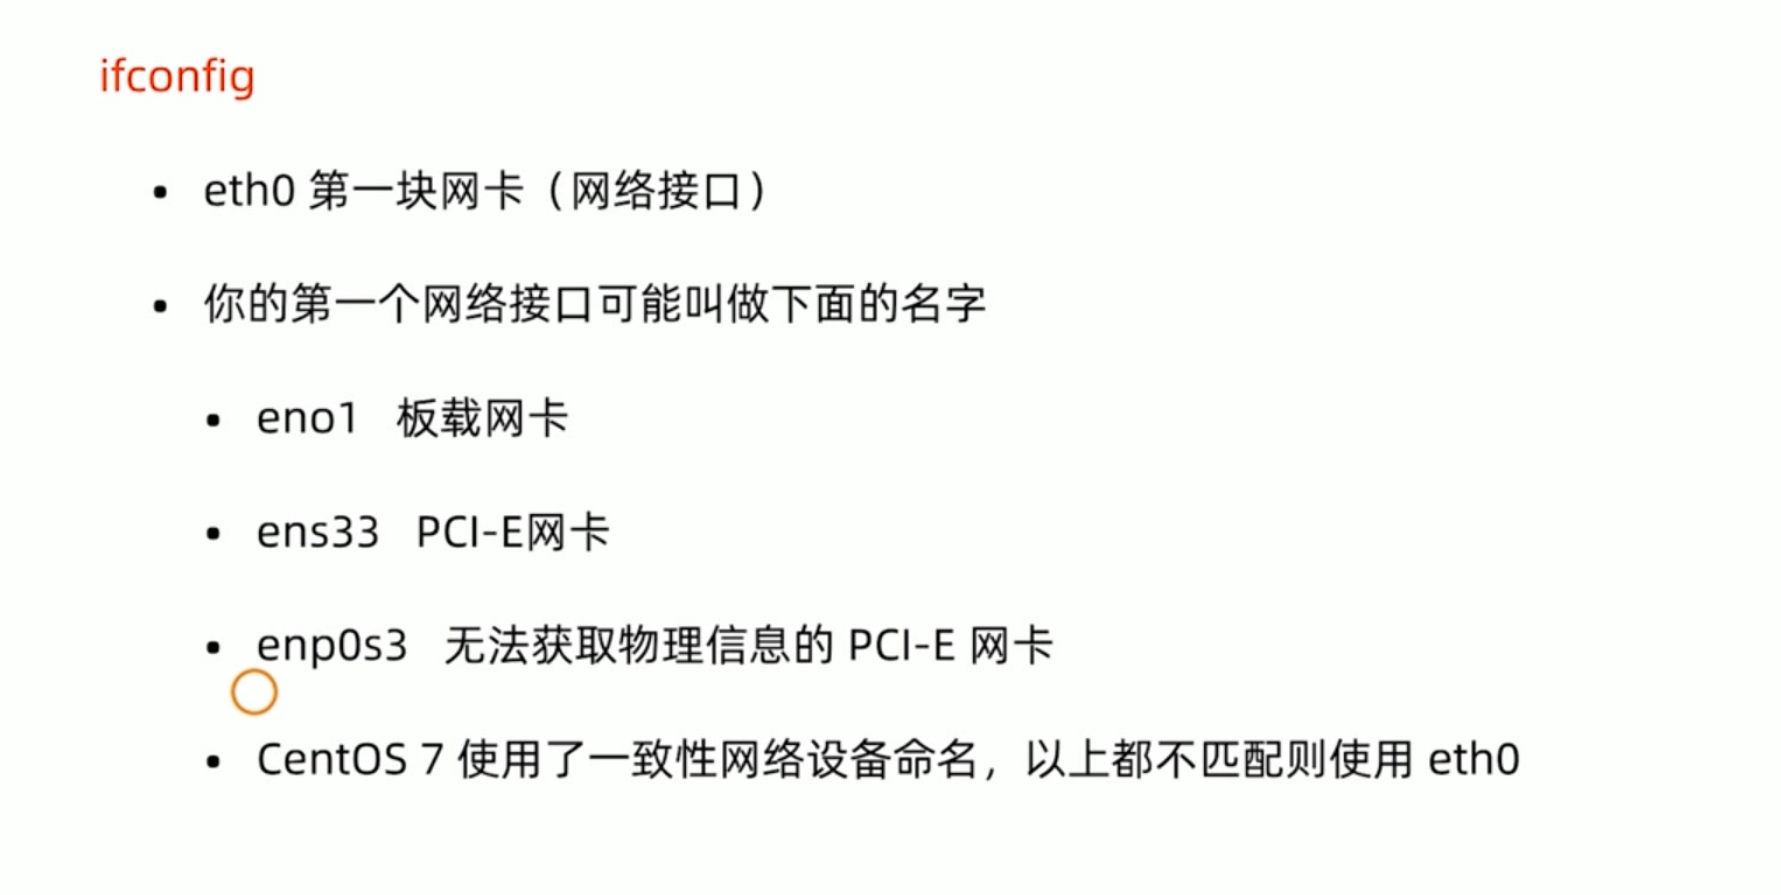 ifconfig
• eth0 第一块网卡（网络接口）
• 你的第一个网络接口可能叫做下面的名字
• eno1 板载网卡
• ens33 PCI-E网卡
• enp0s3 无法获取物理信息的 PCI-E 网卡
• CentOS 7 使用了一致性网络设备命名，以上都不匹配则使用 eth0